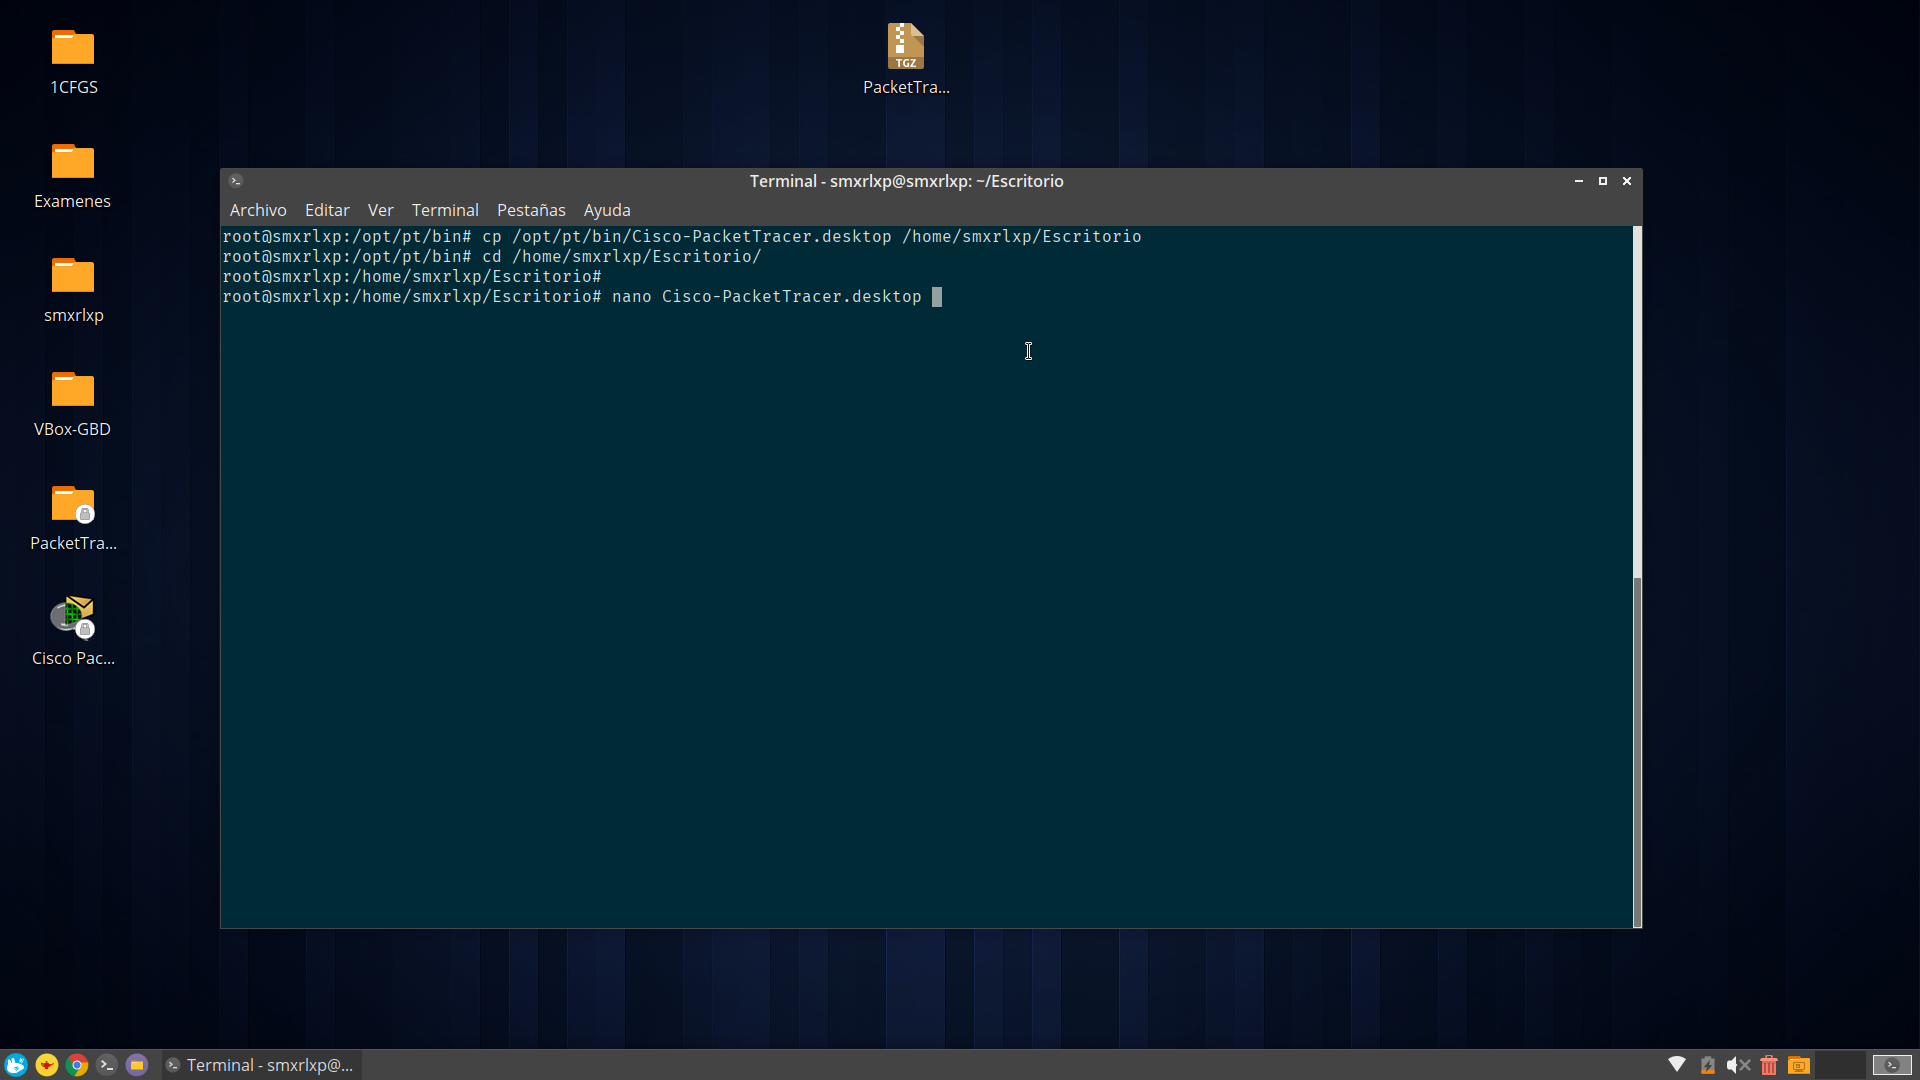 1CFGS
TGZ
PacketTra...
Examenes
smxrlxp
VBox-GBD
PacketTra...
Cisco Pac...
Terminal - smxrlxp@smxrlxp: ~/Escritorio
Archivo Editar Ver Terminal Pestañas Ayuda
root@smxrlxp:/opt/pt/bin# cp /opt/pt/bin/Cisco-PacketTracer.desktop /home/smxrlxp/Escritorio
root@smxrlxp:/opt/pt/bin# cd /home/smxrlxp/Escritorio/
root@smxrlxp:/home/smxrlxp/Escritorio#
root@smxrlxp:/home/smxrlxp/Escritorio# nano Cisco-PacketTracer.desktop
Terminal - smxrlxp@...